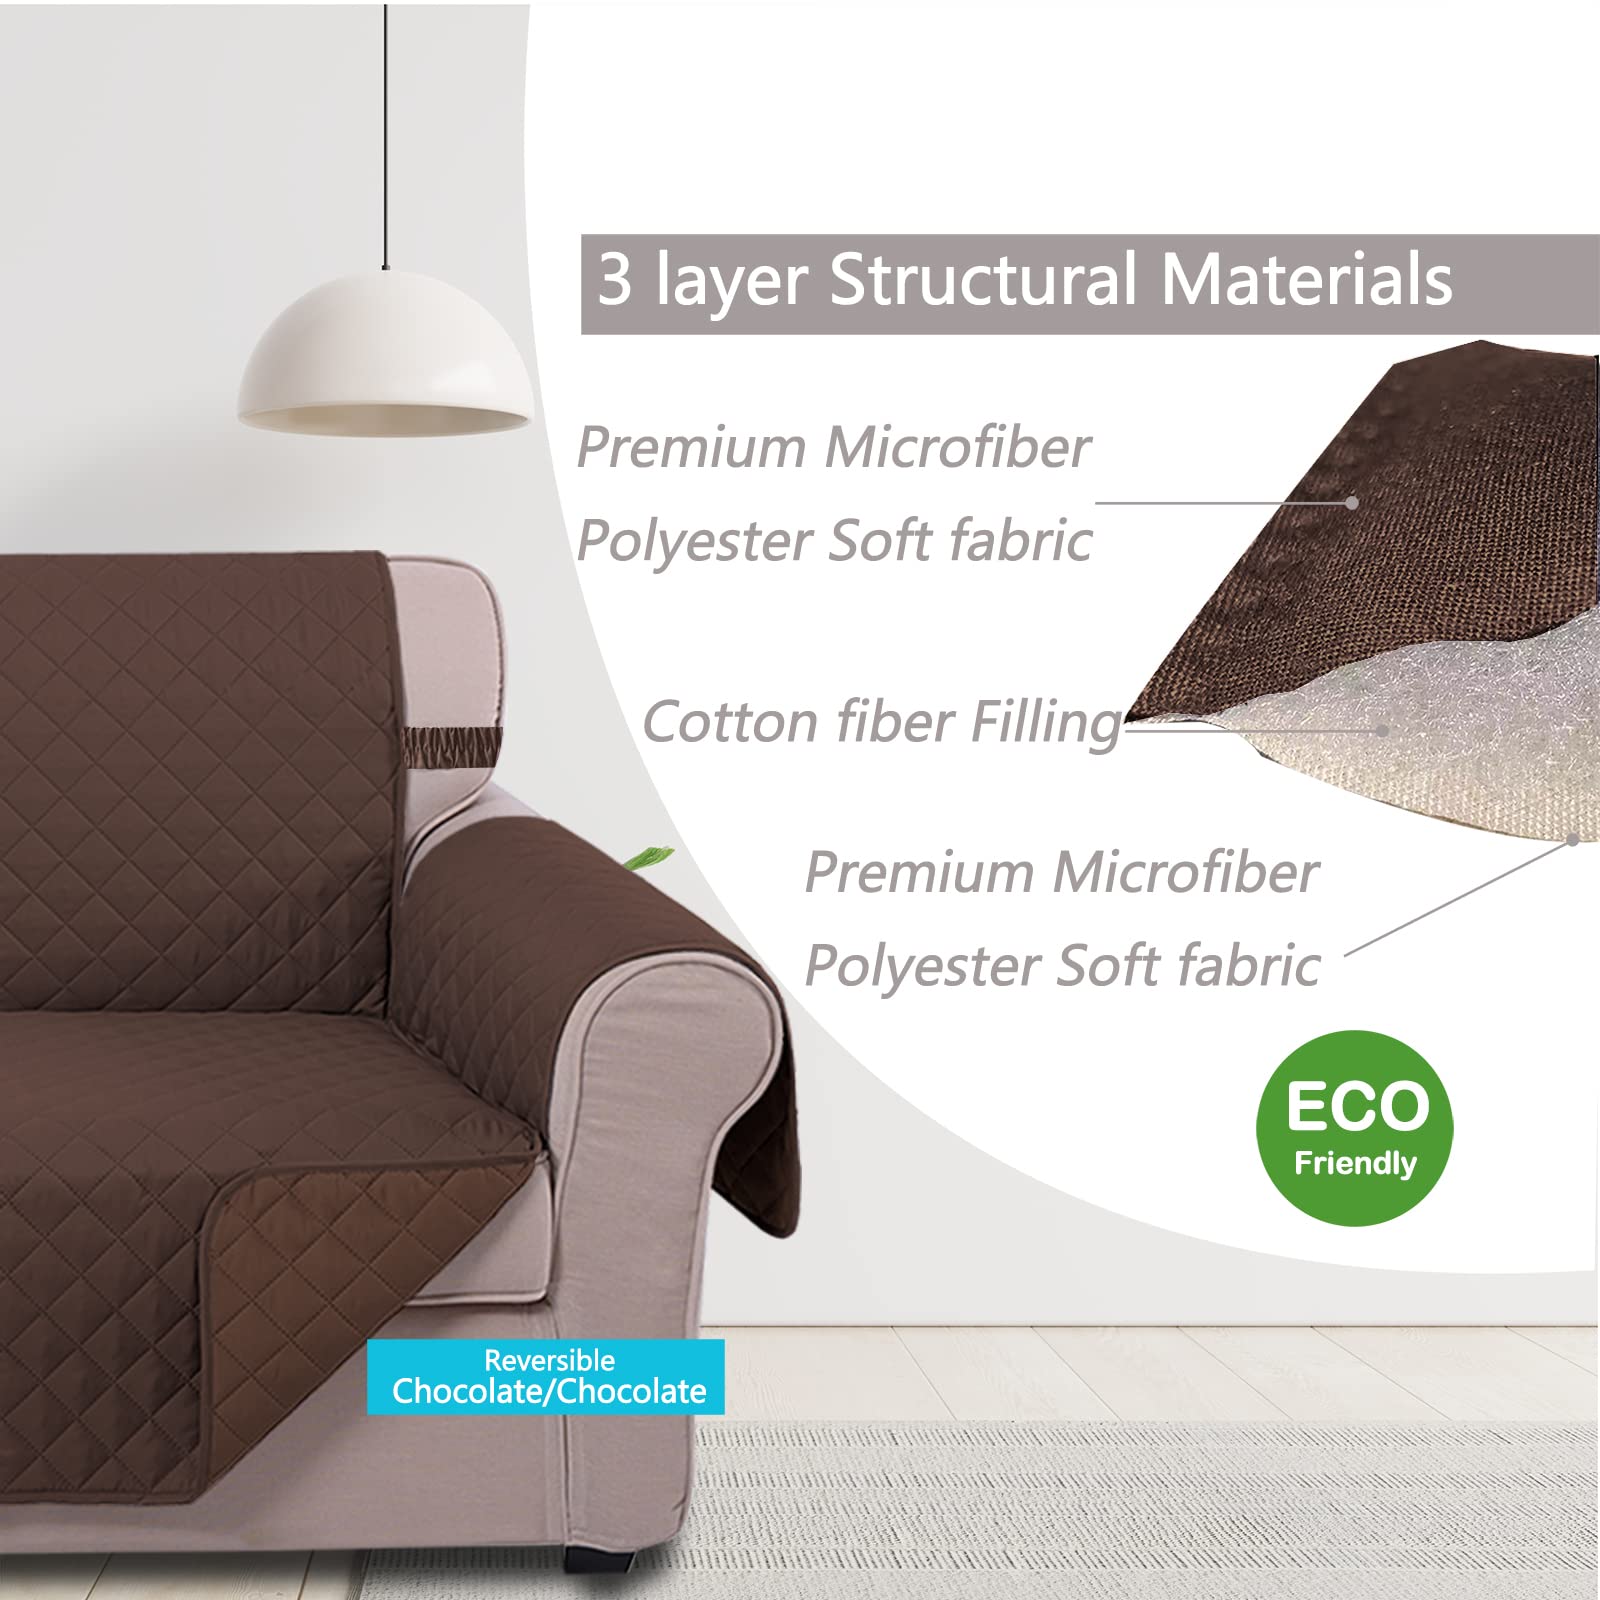 3 layer Structural Materials
Premium Microfiber
Polyester Soft fabric
Cotton fiber Filling
Premium Microfiber
Polyester Soft fabric
ECO
Friendly
Reversible
Chocolate/Chocolate